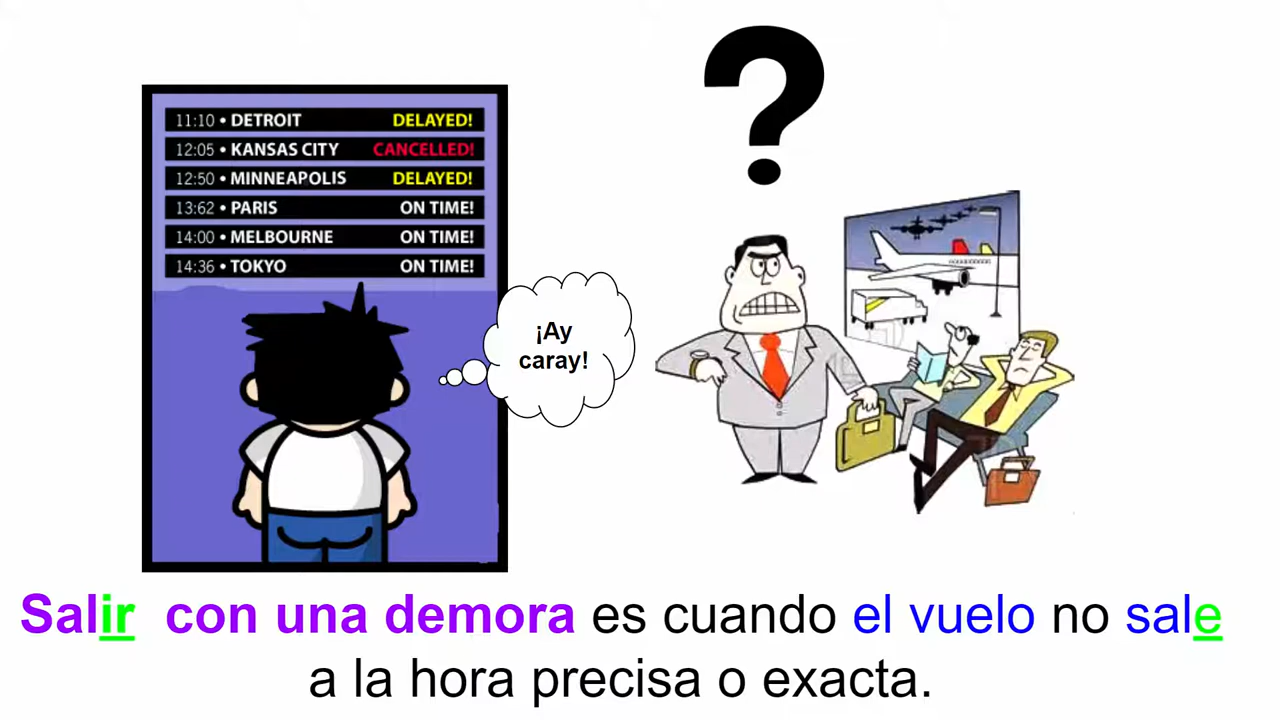 11:10 • DETROIT DELAYED!
12:05 • KANSAS CITY CANCELLED!
12:50 • MINNEAPOLIS DELAYED!
13:62 • PARIS ON TIME!
14:00 • MELBOURNE ON TIME!
14:36 • TOKYO ON TIME!
¡Ay
caray!
?
Salir con una demora es cuando el vuelo no sale
a la hora precisa o exacta.